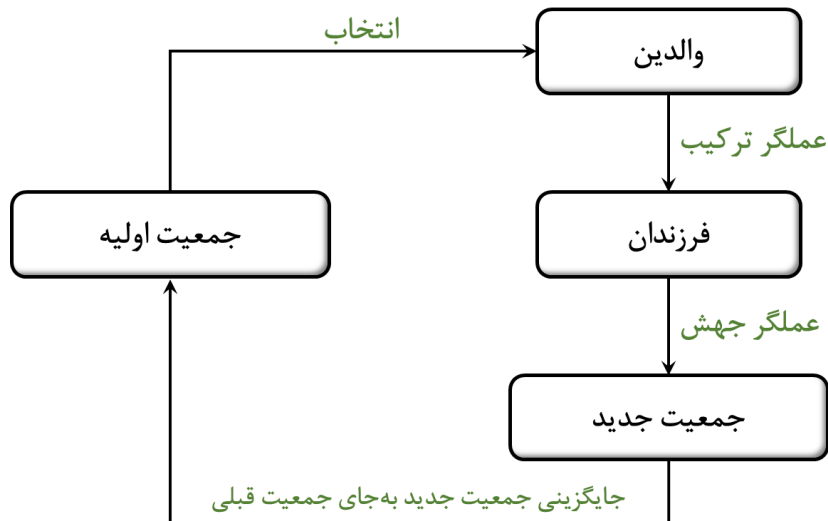 انتخاب
والدین
عملگر ترکیب
جمعیت اولیه
فرزندان
عملگر جهش
جمعیت جدید
جایگزینی جمعیت جدید به‌جای جمعیت قبلی